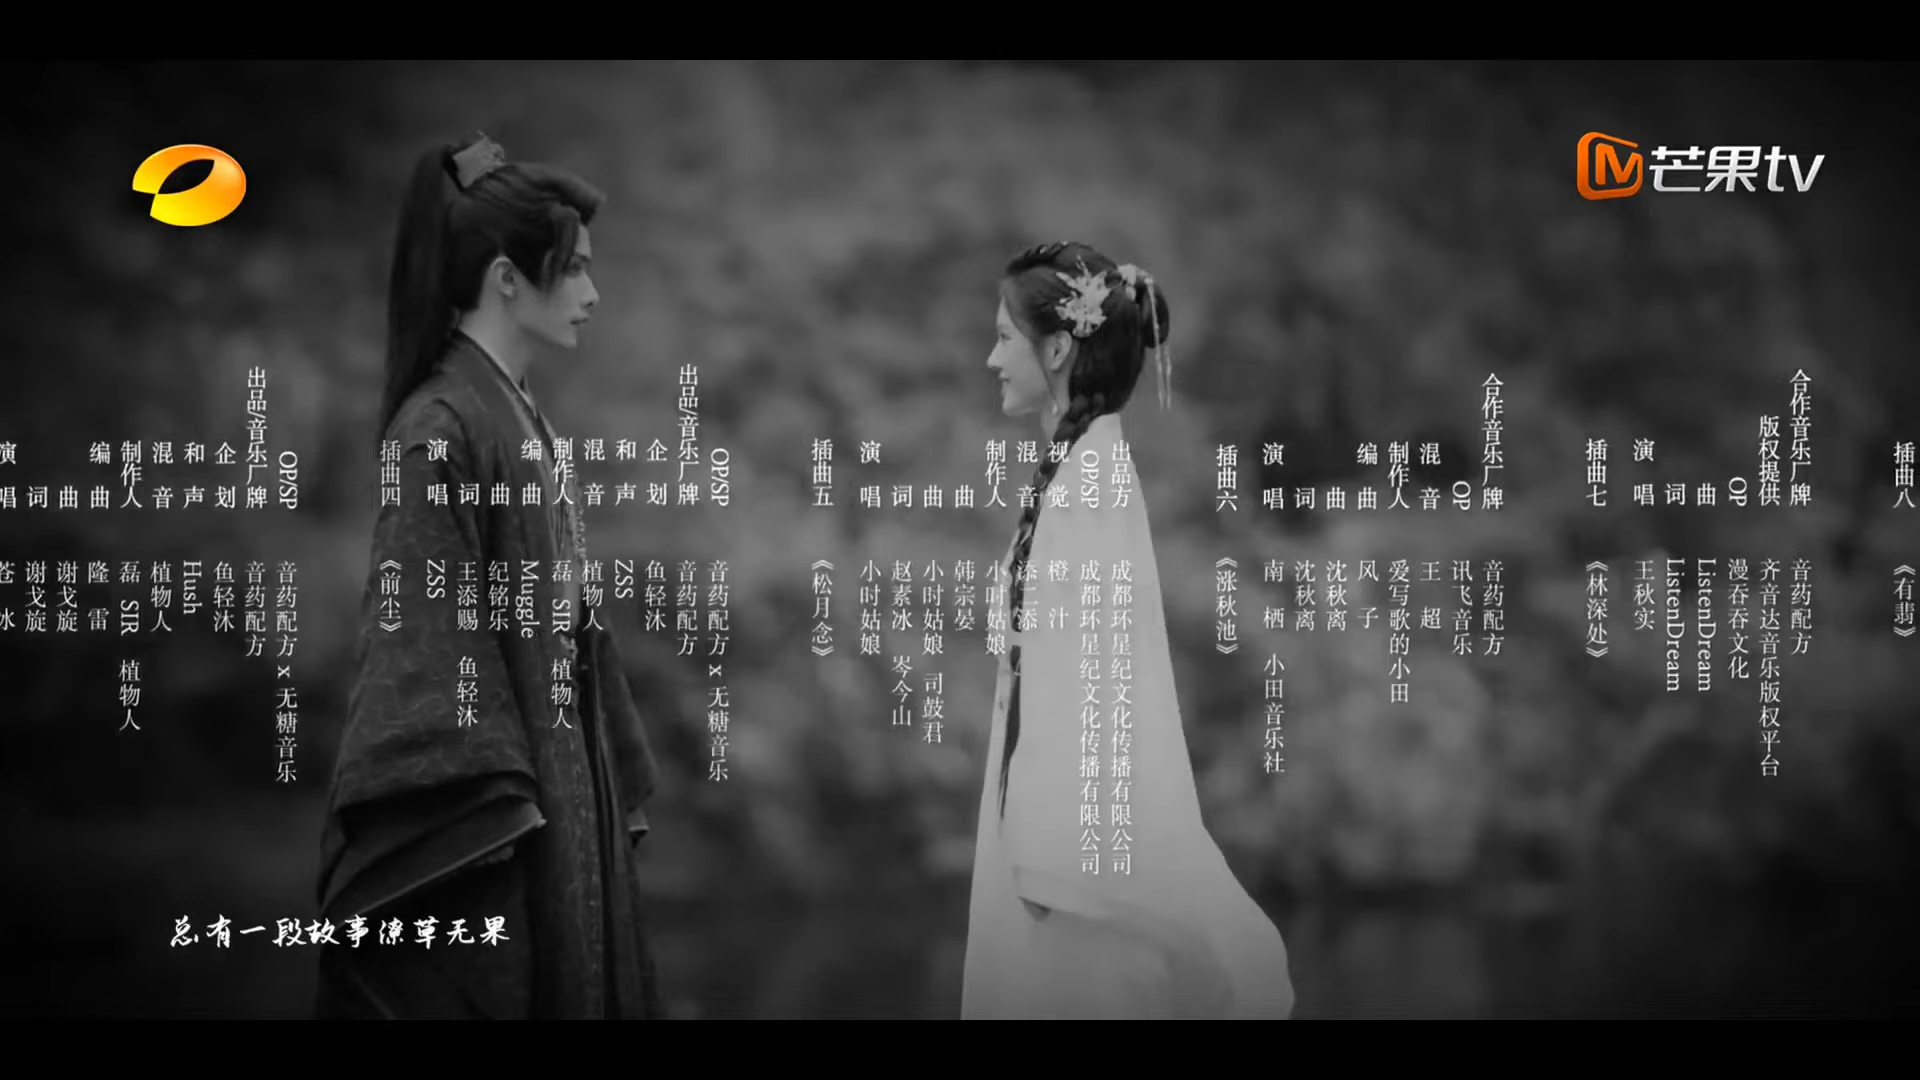 芒果tv
演唱 苍 冰
词 谢戈旋
曲 谢戈旋
编曲 隆 雷
制作人 磊 SIR 植物人
混音 植物人
和声 Hush
企划 鱼轻沐
出品/音乐厂牌 音药配方
OP/SP 音药配方 x 无糖音乐
插曲四 《前尘》
演唱 ZSS
词 王添赐 鱼轻沐
曲 纪铭乐
编曲 Muggle
制作人 磊 SIR 植物人
混音 植物人
和声 ZSS
企划 鱼轻沐
出品/音乐厂牌 音药配方
OP/SP 音药配方 x 无糖音乐
插曲五 《松月念》
演唱 小时姑娘
词 赵素冰 岑今山
曲 小时姑娘 司鼓君
曲 韩宗晏
制作人 小时姑娘
混音 添二添
视觉 橙 汁
OP/SP 成都环星纪文化传播有限公司
出品方 成都环星纪文化传播有限公司
插曲六 《涨秋池》
演唱 南 栖 小田音乐社
词 沈秋离
曲 沈秋离
编曲 风 子
制作人 爱写歌的小田
混音 王 超
OP 讯飞音乐
合作音乐厂牌 音药配方
插曲七 《林深处》
演唱 王秋实
词 ListenDream
曲 ListenDream
OP 漫吞吞文化
版权提供 齐音达音乐版权平台
合作音乐厂牌 音药配方
插曲八 《有翡》
总有一段故事潦草无果